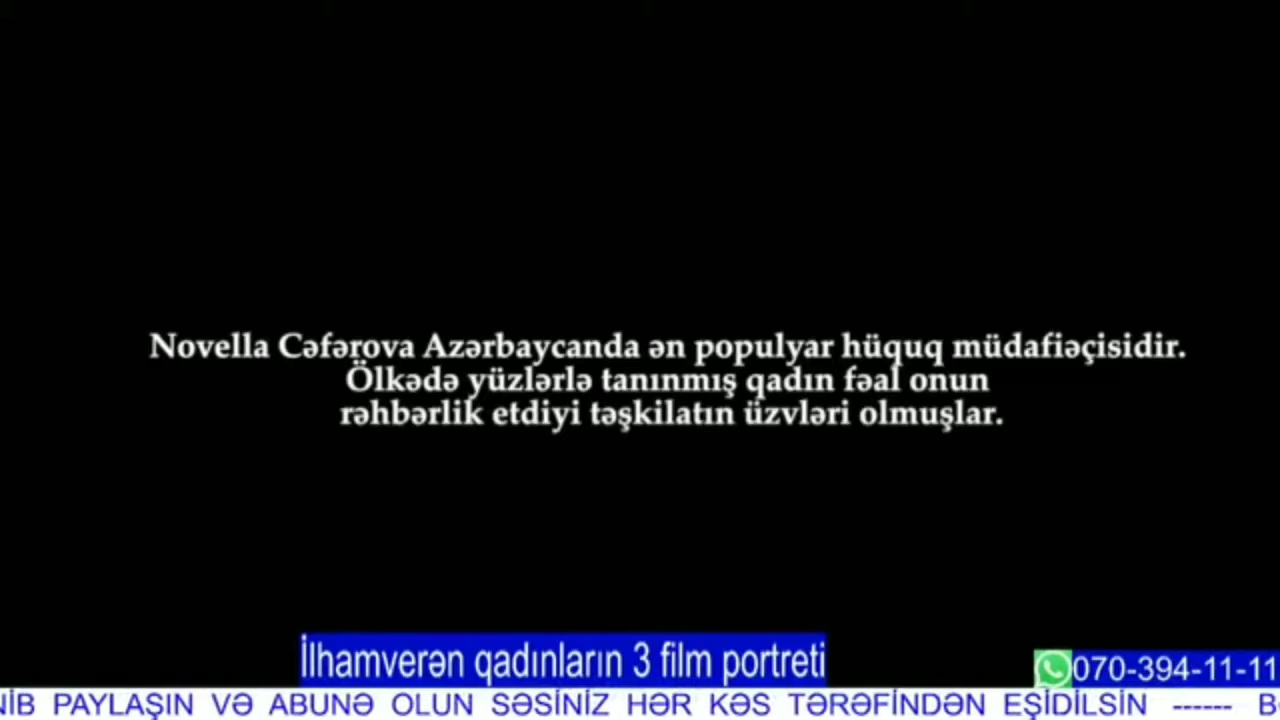 Novella Cəfərova Azərbaycanda ən populyar hüquq müdafiəçisidir.
Ölkədə yüzlərlə tanınmış qadın fəal onun
rəhbərlik etdiyi təşkilatın üzvləri olmuşlar.
İlhamverən qadınların 3 film portreti
070-394-11-11
PAYLAŞIN VƏ ABUNƏ OLUN SƏSİNİZ HƏR KƏS TƏRƏFİNDƏN EŞİDİLSİN ------